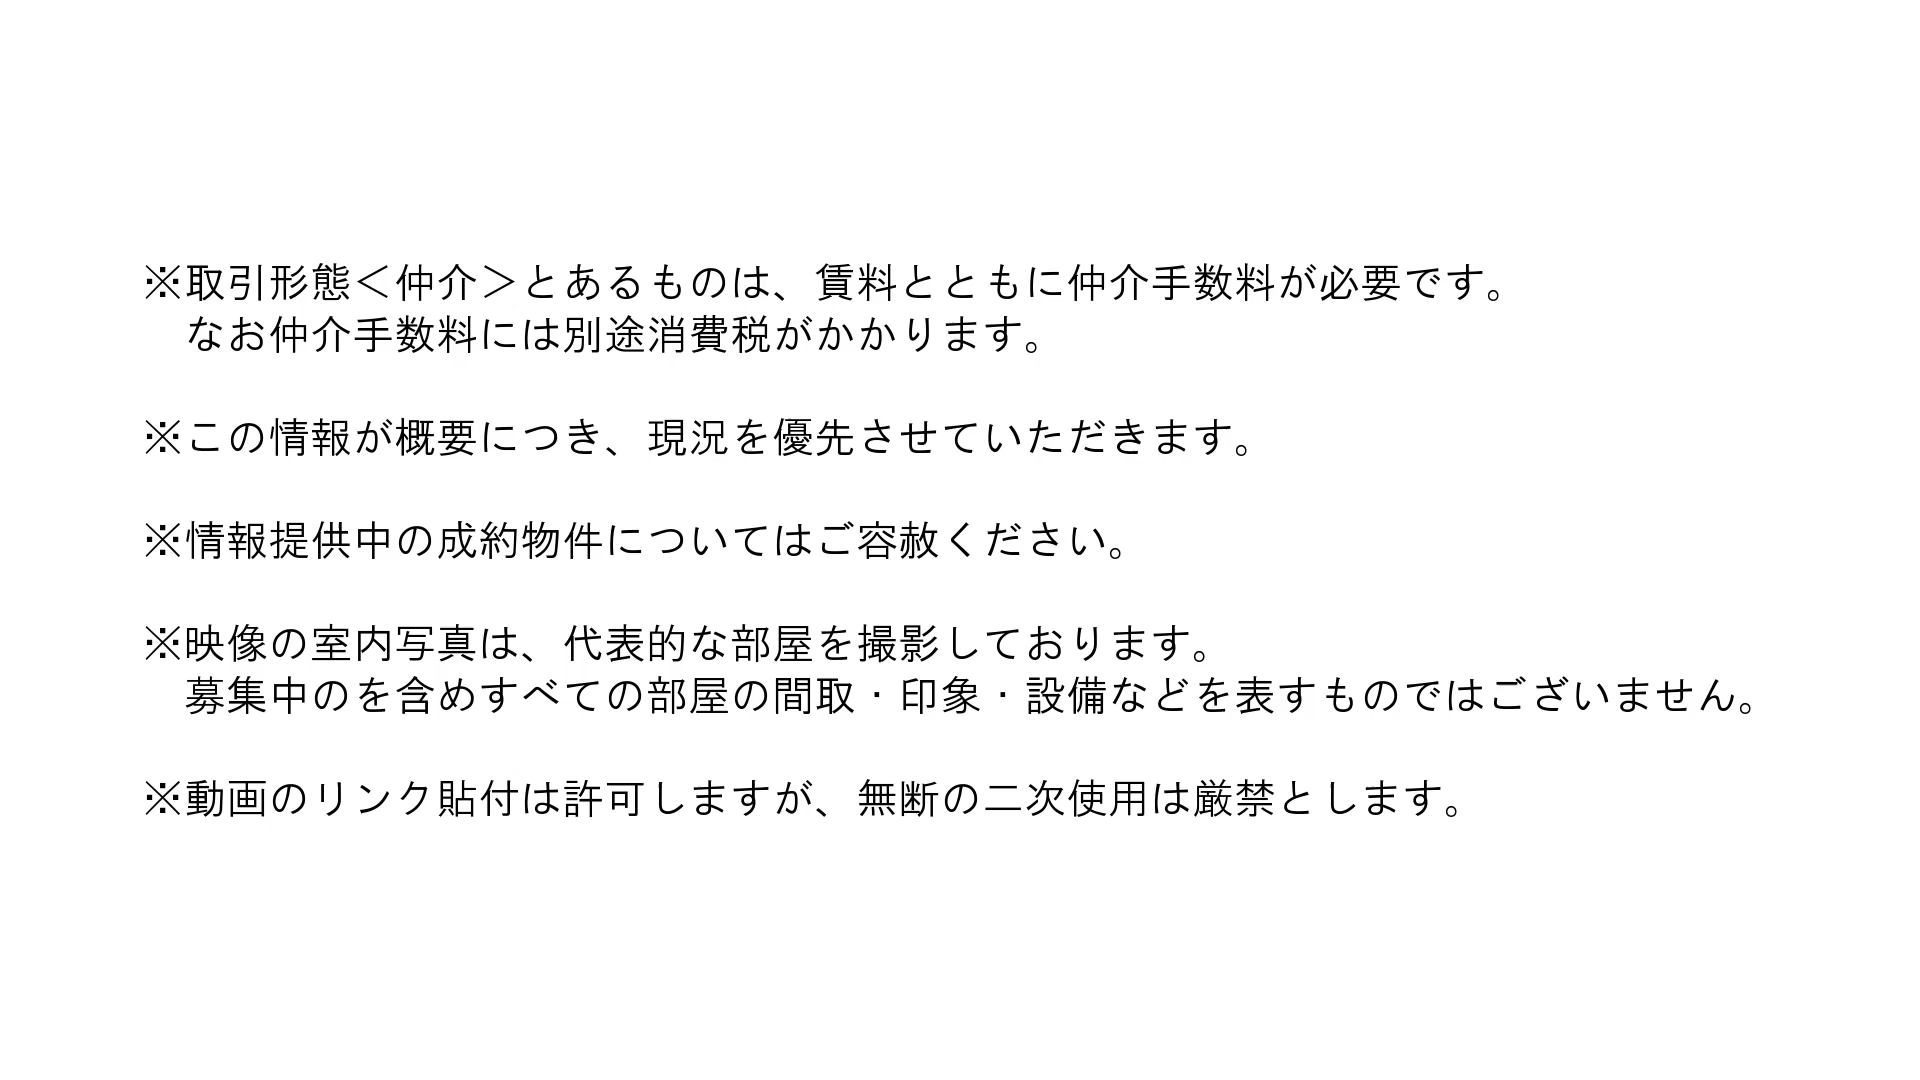 ※取引形態＜仲介＞とあるものは、賃料とともに仲介手数料が必要です。
なお仲介手数料には別途消費税がかかります。
※この情報が概要につき、現況を優先させていただきます。
※情報提供中の成約物件についてはご容赦ください。
※映像の室内写真は、代表的な部屋を撮影しております。
募集中のを含めすべての部屋の間取・印象・設備などを表すものではございません。
※動画のリンク貼付は許可しますが、無断の二次使用は厳禁とします。